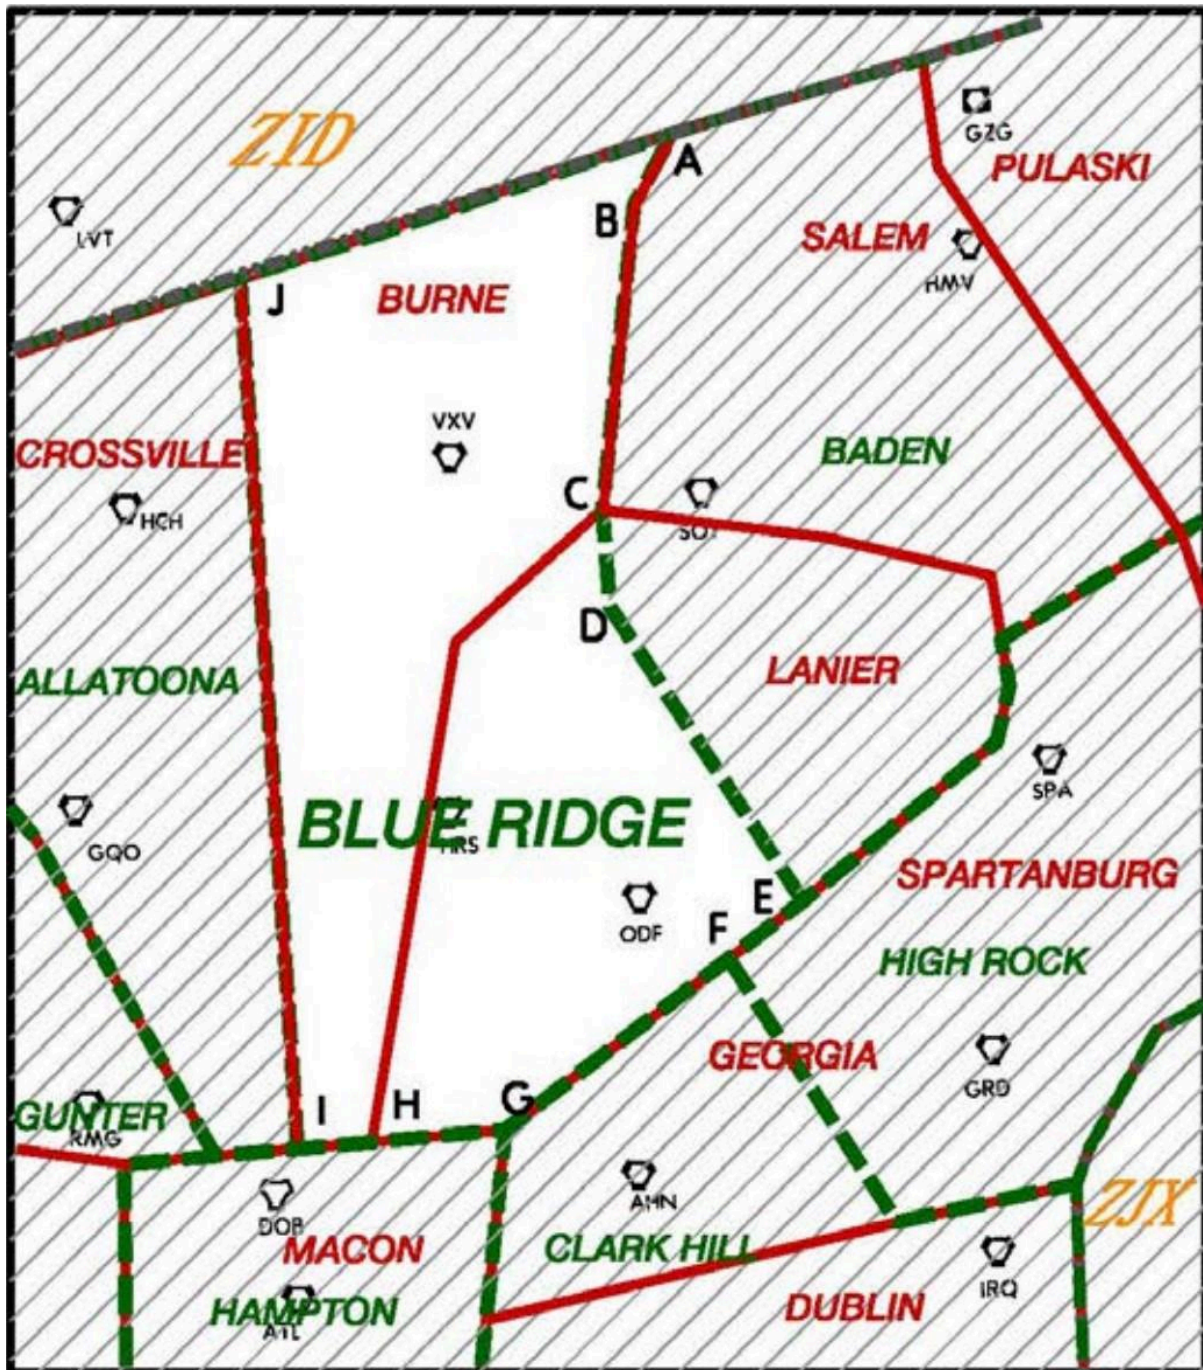 ZID
A
GZG
PULASKI
B
SALEM
LVT
HMV
J
BURNE
VXV
CROSSVILLE
BADEN
C
HCH
D
LANIER
ALLATOONA
SPA
BLUE RIDGE
HRS
GQO
SPARTANBURG
E
F
ODF
HIGH ROCK
GEORGIA
GRD
I
H
G
GUNTER
RMG
AHN
ZJX
DOB
MACON
CLARK HILL
IRQ
HAMPTON
DUBLIN
ATL